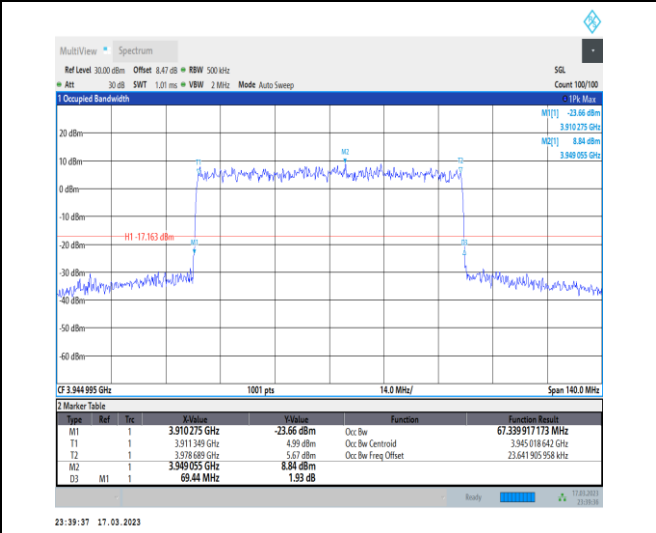 MultiView Spectrum
Ref Level 30.00 dBm Offset 8.47 dB RBW 500 kHz SGL
Att 30 dB SWT 1.01 ms VBW 2 MHz Mode Auto Sweep Count 100/100
1 Occupied Bandwidth 1Pk Max
M1[1] -23.66 dBm
3.910 275 GHz
M2[1] 8.84 dBm
3.949 055 GHz
20 dBm
M2
10 dBm
0 dBm
-10 dBm
H1 -17.163 dBm
M1
-20 dBm
-30 dBm
-40 dBm
-50 dBm
-60 dBm
CF 3.944 995 GHz 1001 pts 14.0 MHz/ Span 140.0 MHz
2 Marker Table
Type Ref Trc X-Value Y-Value Function Function Result
M1 1 3.910 275 GHz -23.66 dBm Occ Bw 67.339 917 173 MHz
T1 1 3.911 349 GHz 4.99 dBm Occ Bw Centroid 3.945 018 642 GHz
T2 1 3.978 689 GHz 5.67 dBm Occ Bw Freq Offset 23.641 905 958 kHz
M2 1 3.949 055 GHz 8.84 dBm
D3 M1 1 69.44 MHz 1.93 dB
Ready 17.03.2023
23:39:36
23:39:37 17.03.2023